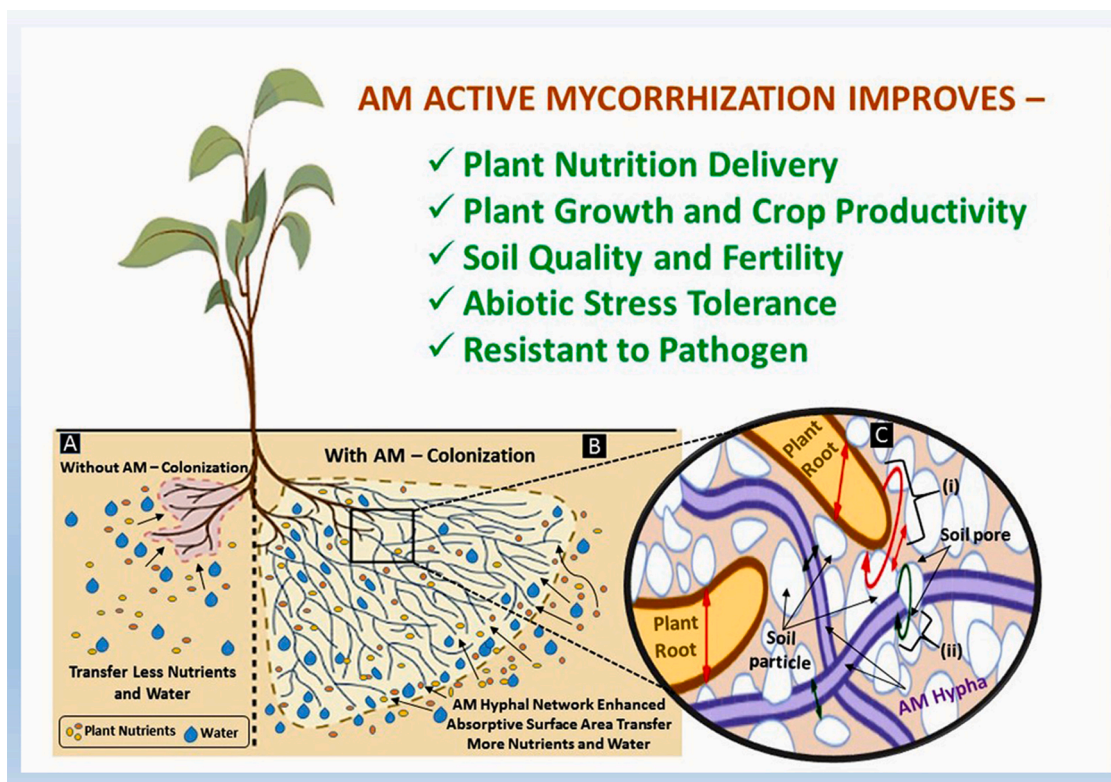 AM ACTIVE MYCORRHIZATION IMPROVES –
✓ Plant Nutrition Delivery
✓ Plant Growth and Crop Productivity
✓ Soil Quality and Fertility
✓ Abiotic Stress Tolerance
✓ Resistant to Pathogen
A
Without AM – Colonization
Transfer Less Nutrients
and Water
Plant Nutrients
Water
B
With AM – Colonization
AM Hyphal Network Enhanced
Absorptive Surface Area Transfer
More Nutrients and Water
C
Plant
Root
(i)
Soil pore
Plant
Root
Soil
particle
(ii)
AM Hypha